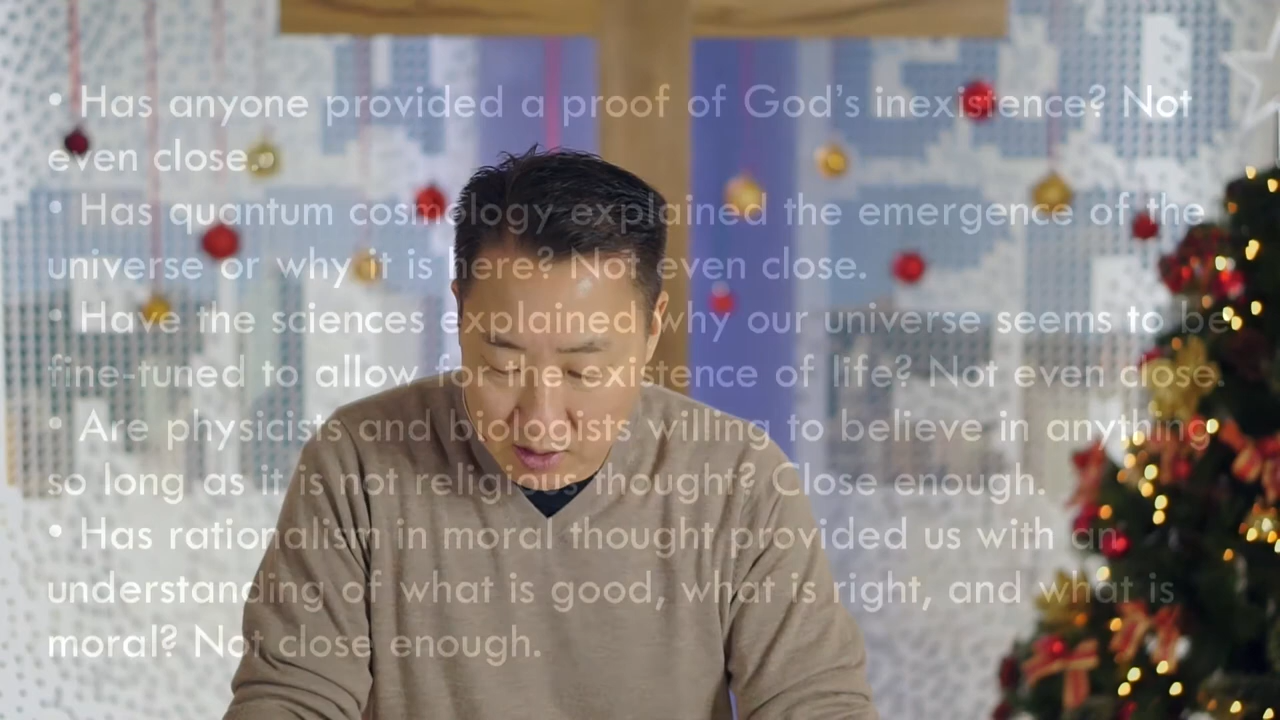 • Has anyone provided a proof of God's inexistence? Not
even close.
• Has quantum cosmology explained the emergence of the
universe or why it is here? Not even close.
• Have the sciences explained why our universe seems to be
fine-tuned to allow for the existence of life? Not even close.
• Are physicists and biologists willing to believe in anything
so long as it is not religious thought? Close enough.
• Has rationalism in moral thought provided us with an
understanding of what is good, what is right, and what is
moral? Not close enough.